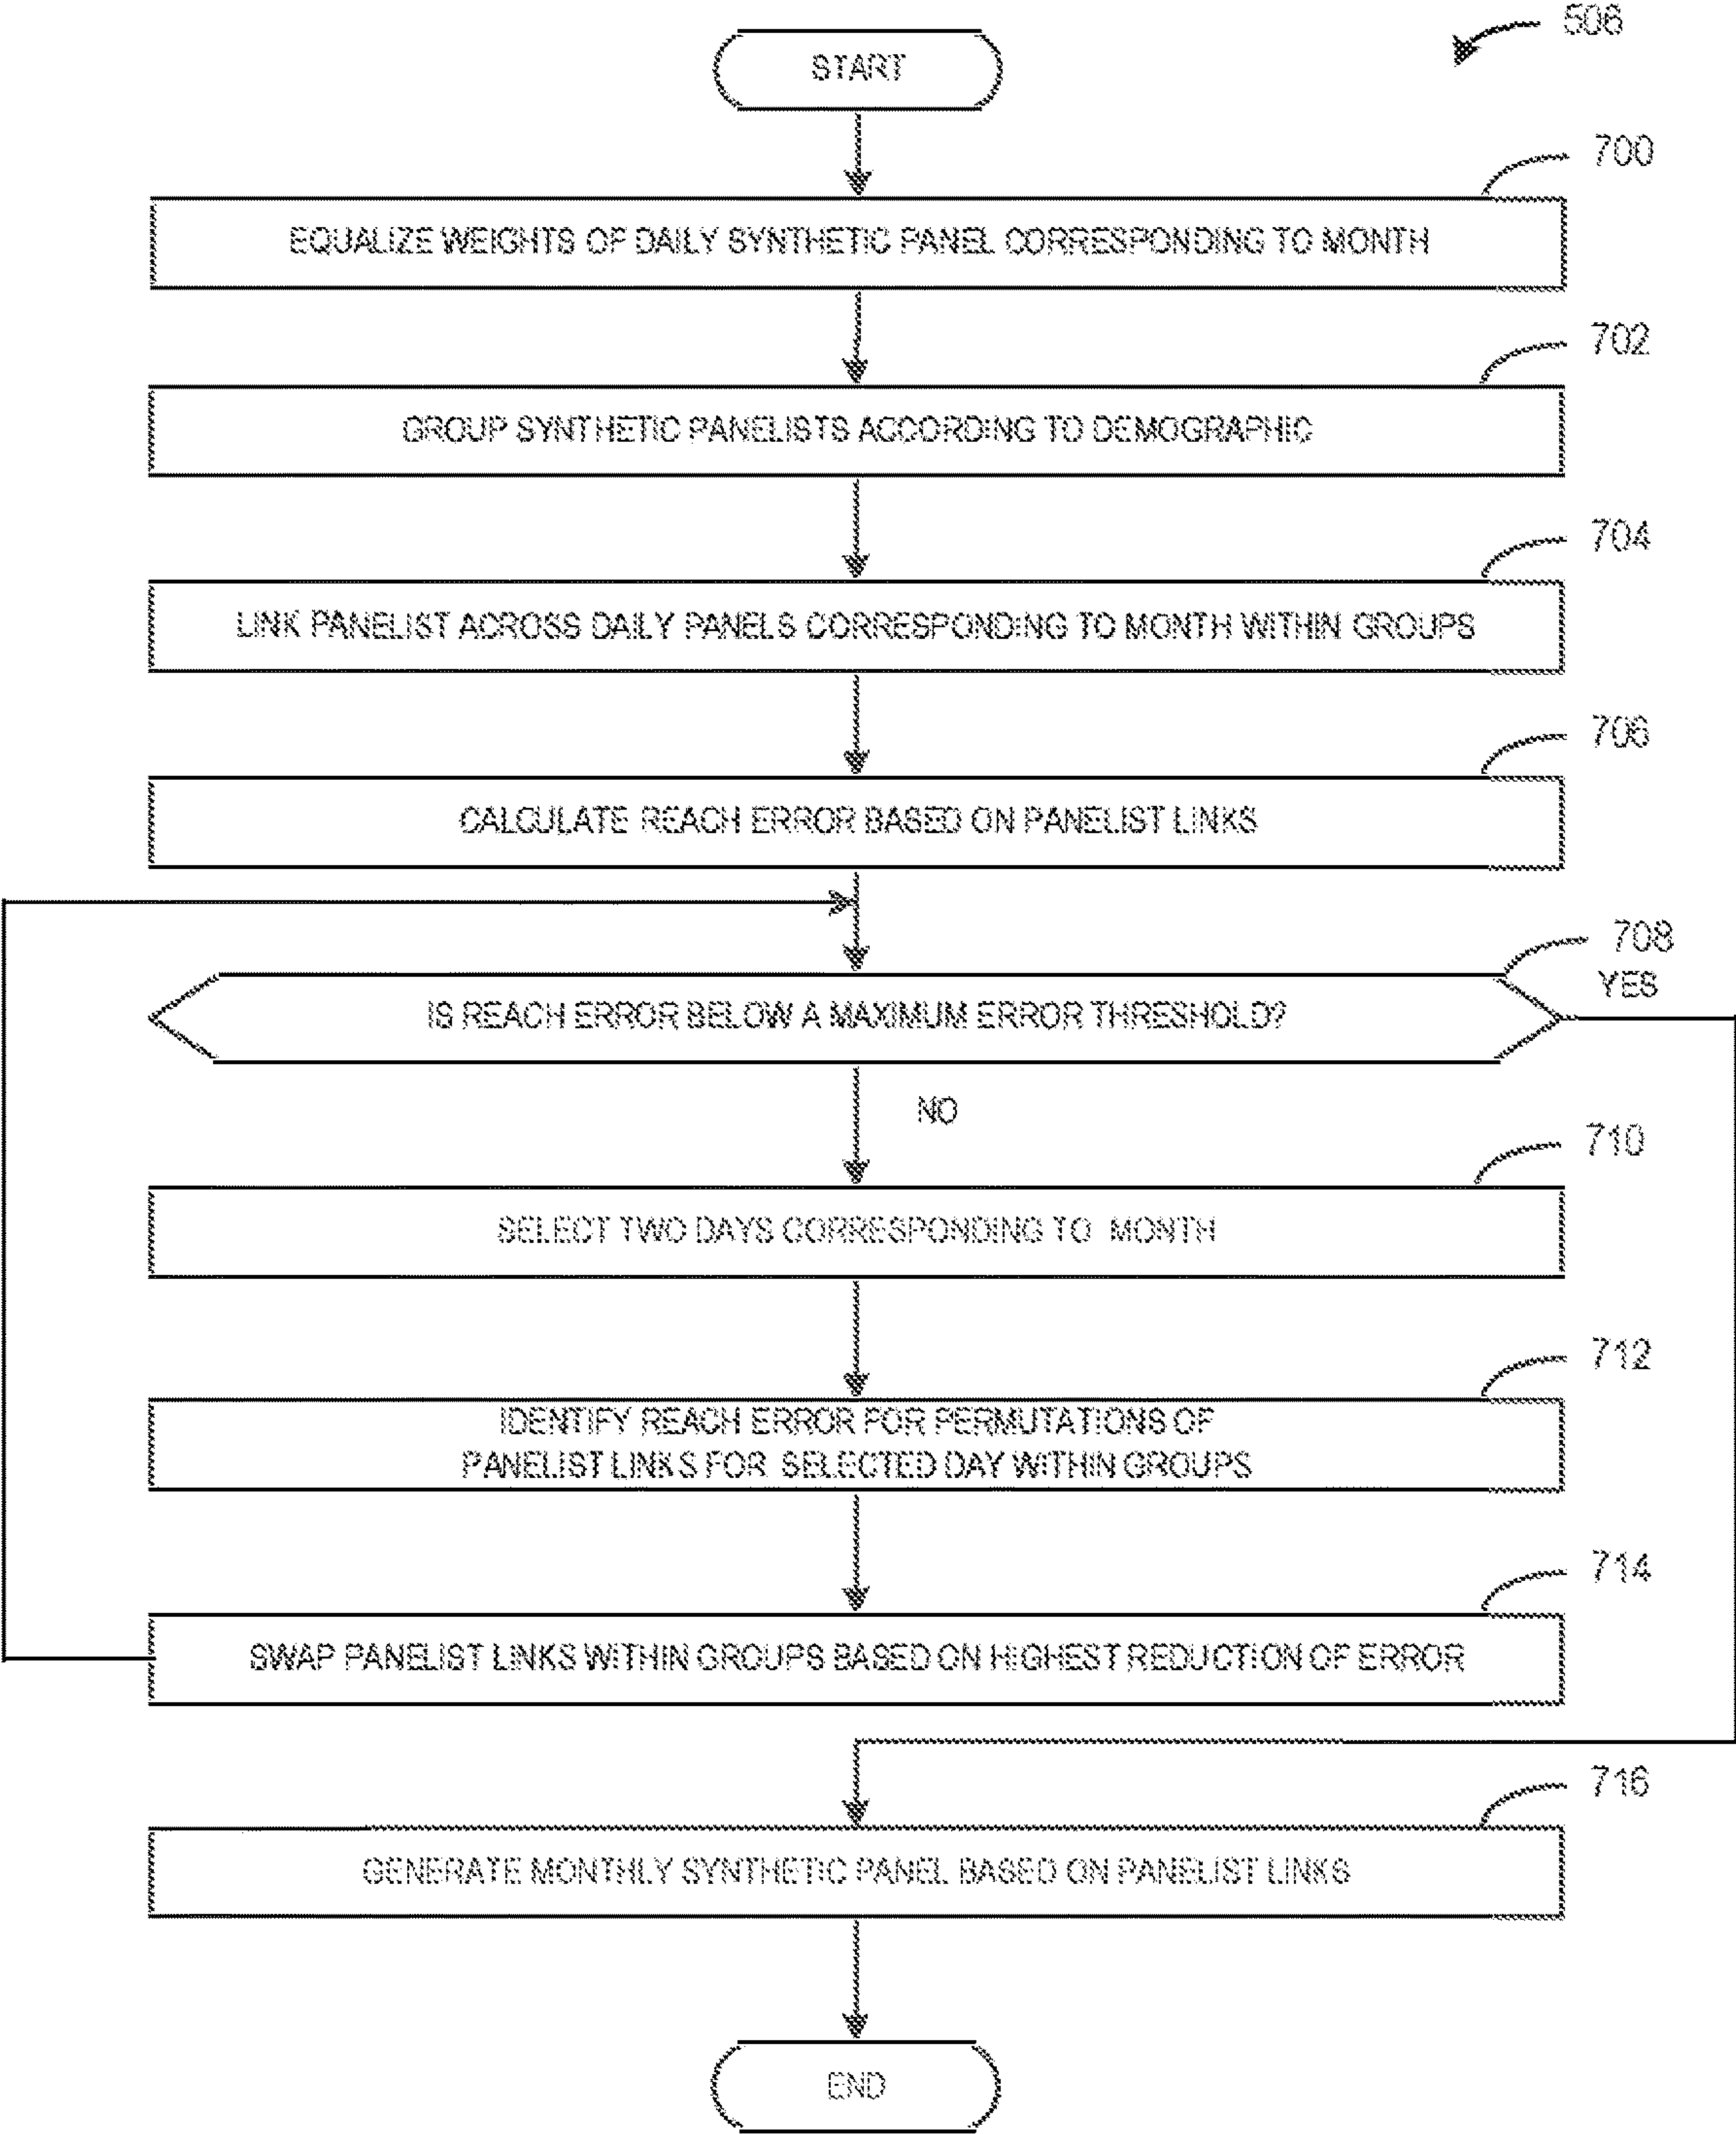 506
START
700
EQUALIZE WEIGHTS OF DAILY SYNTHETIC PANEL CORRESPONDING TO MONTH
702
GROUP SYNTHETIC PANELISTS ACCORDING TO DEMOGRAPHIC
704
LINK PANELIST ACROSS DAILY PANELS CORRESPONDING TO MONTH WITHIN GROUPS
706
CALCULATE REACH ERROR BASED ON PANELIST LINKS
708
YES
IS REACH ERROR BELOW A MAXIMUM ERROR THRESHOLD?
NO
710
SELECT TWO DAYS CORRESPONDING TO MONTH
712
IDENTIFY REACH ERROR FOR PERMUTATIONS OF
PANELIST LINKS FOR SELECTED DAY WITHIN GROUPS
714
SWAP PANELIST LINKS WITHIN GROUPS BASED ON HIGHEST REDUCTION OF ERROR
716
GENERATE MONTHLY SYNTHETIC PANEL BASED ON PANELIST LINKS
END